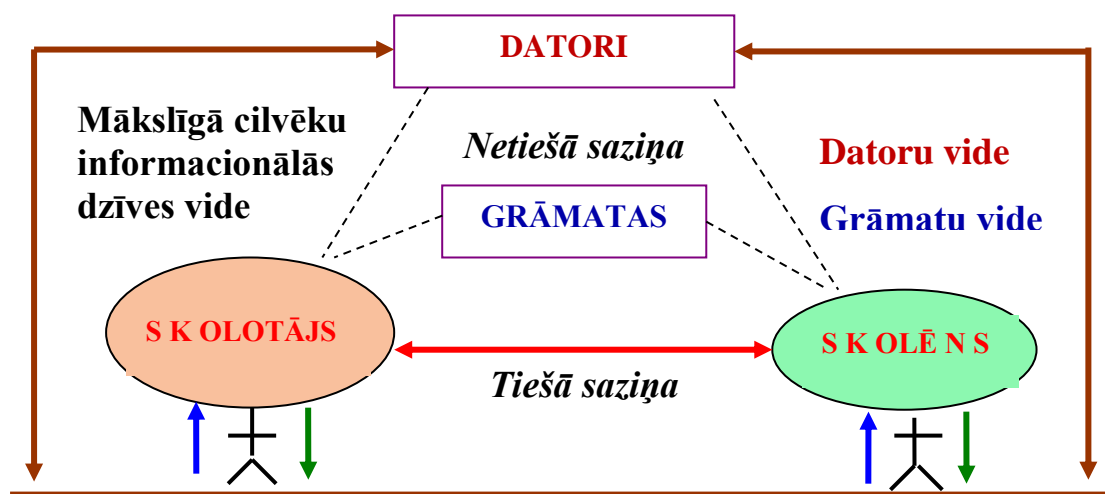 DATORI
Mākslīgā cilvēku
informacionālās
dzīves vide
Netiešā saziņa
Datoru vide
GRĀMATAS
Grāmatu vide
S K OLOTĀJS
S K OLĒ N S
Tiešā saziņa